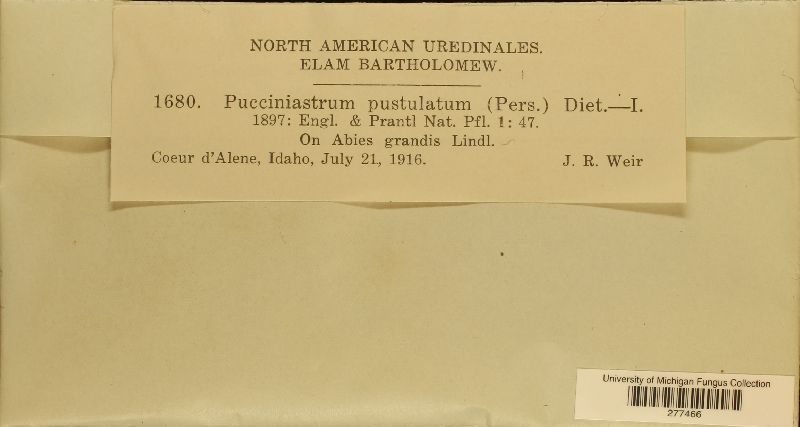 NORTH AMERICAN UREDINALES.
ELAM BARTHOLOMEW.
1680. Pucciniastrum pustulatum (Pers.) Diet.—I.
1897: Engl. & Prantl Nat. Pfl. 1: 47.
On Abies grandis Lindl.
Coeur d'Alene, Idaho, July 21, 1916. J. R. Weir
University of Michigan Fungus Collection
277466